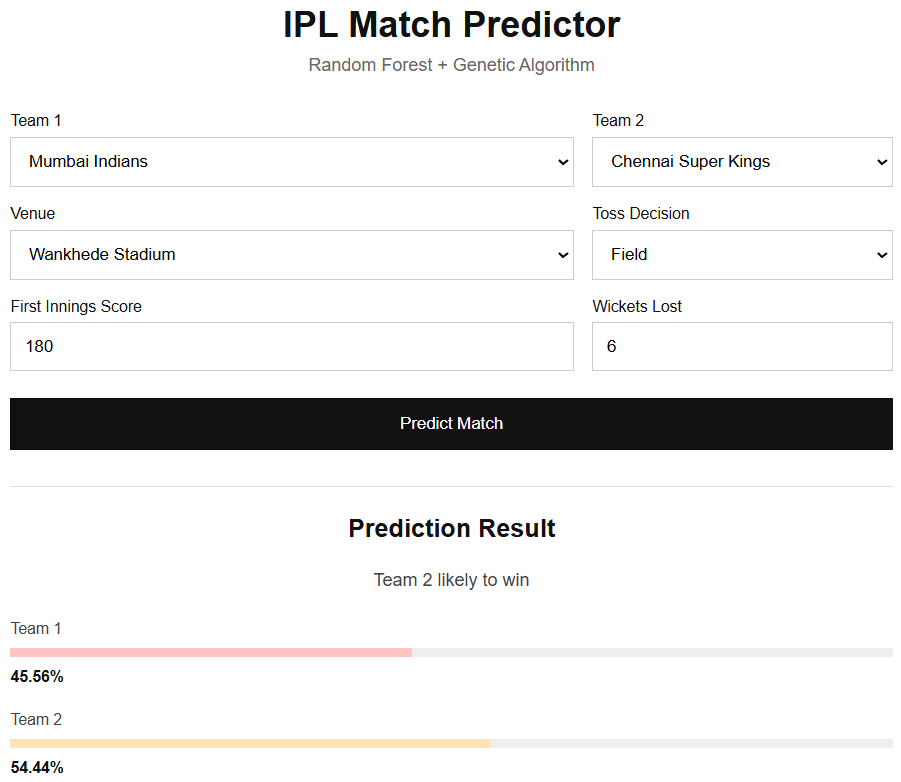 IPL Match Predictor
Random Forest + Genetic Algorithm
Team 1 Team 2
Mumbai Indians Chennai Super Kings
Venue Toss Decision
Wankhede Stadium Field
First Innings Score Wickets Lost
180 6
Predict Match
Prediction Result
Team 2 likely to win
Team 1
45.56%
Team 2
54.44%